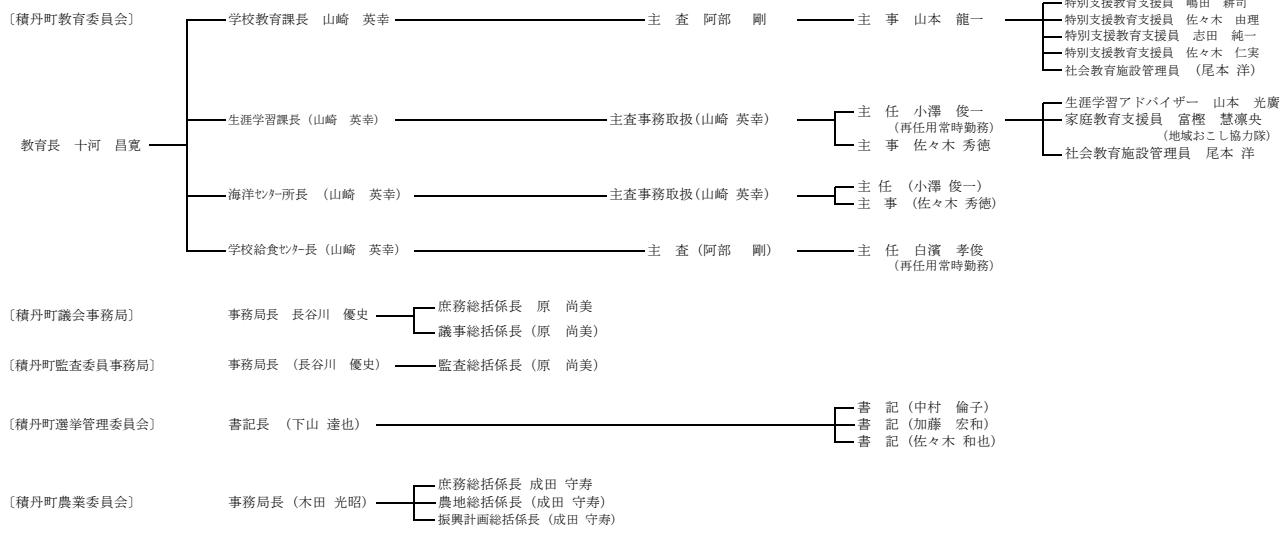 〔積丹町教育委員会〕 学校教育課長 山崎 英幸 主 査 阿部 剛 主 事 山本 龍一
特別支援教育支援員 嶋田 耕司
特別支援教育支援員 佐々木 由理
特別支援教育支援員 志田 純一
特別支援教育支援員 佐々木 仁実
社会教育施設管理員 (尾本 洋)
教育長 十河 昌寛
生涯学習課長 (山崎 英幸) 主査事務取扱(山崎 英幸) 主 任 小澤 俊一
(再任用常時勤務)
主 事 佐々木 秀徳
生涯学習アドバイザー 山本 光廣
家庭教育支援員 富樫 慧凛央
(地域おこし協力隊)
社会教育施設管理員 尾本 洋
海洋センター所長 (山崎 英幸) 主査事務取扱(山崎 英幸) 主 任 (小澤 俊一)
主 事 (佐々木 秀徳)
学校給食センター長 (山崎 英幸) 主 査 (阿部 剛) 主 任 白濱 孝俊
(再任用常時勤務)
〔積丹町議会事務局〕 事務局長 長谷川 優史 庶務総括係長 原 尚美
議事総括係長 (原 尚美)
〔積丹町監査委員事務局〕 事務局長 (長谷川 優史) 監査総括係長 (原 尚美)
〔積丹町選挙管理委員会〕 書記長 (下山 達也) 書 記 (中村 倫子)
書 記 (加藤 宏和)
書 記 (佐々木 和也)
〔積丹町農業委員会〕 事務局長 (木田 光昭) 庶務総括係長 成田 守寿
農地総括係長 (成田 守寿)
振興計画総括係長 (成田 守寿)